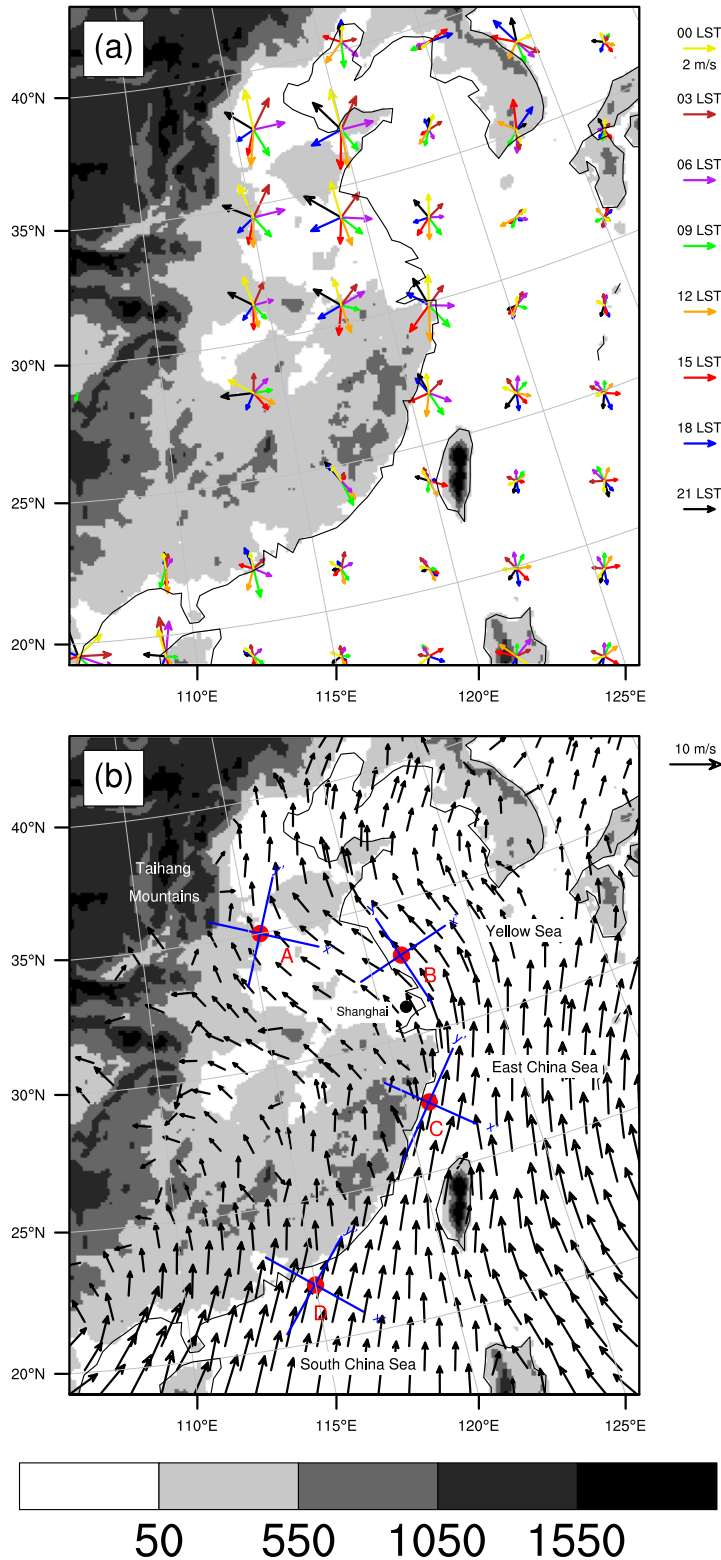 (a)
00 LST
2 m/s
03 LST
06 LST
09 LST
12 LST
15 LST
18 LST
21 LST
40°N
35°N
30°N
25°N
20°N
110°E
115°E
120°E
125°E
(b)
10 m/s
40°N
35°N
30°N
25°N
20°N
Taihang
Mountains
Yellow Sea
Shanghai
East China Sea
South China Sea
A
B
C
D
x
y
x
y
x
y
x
y
110°E
115°E
120°E
125°E
50
550
1050
1550